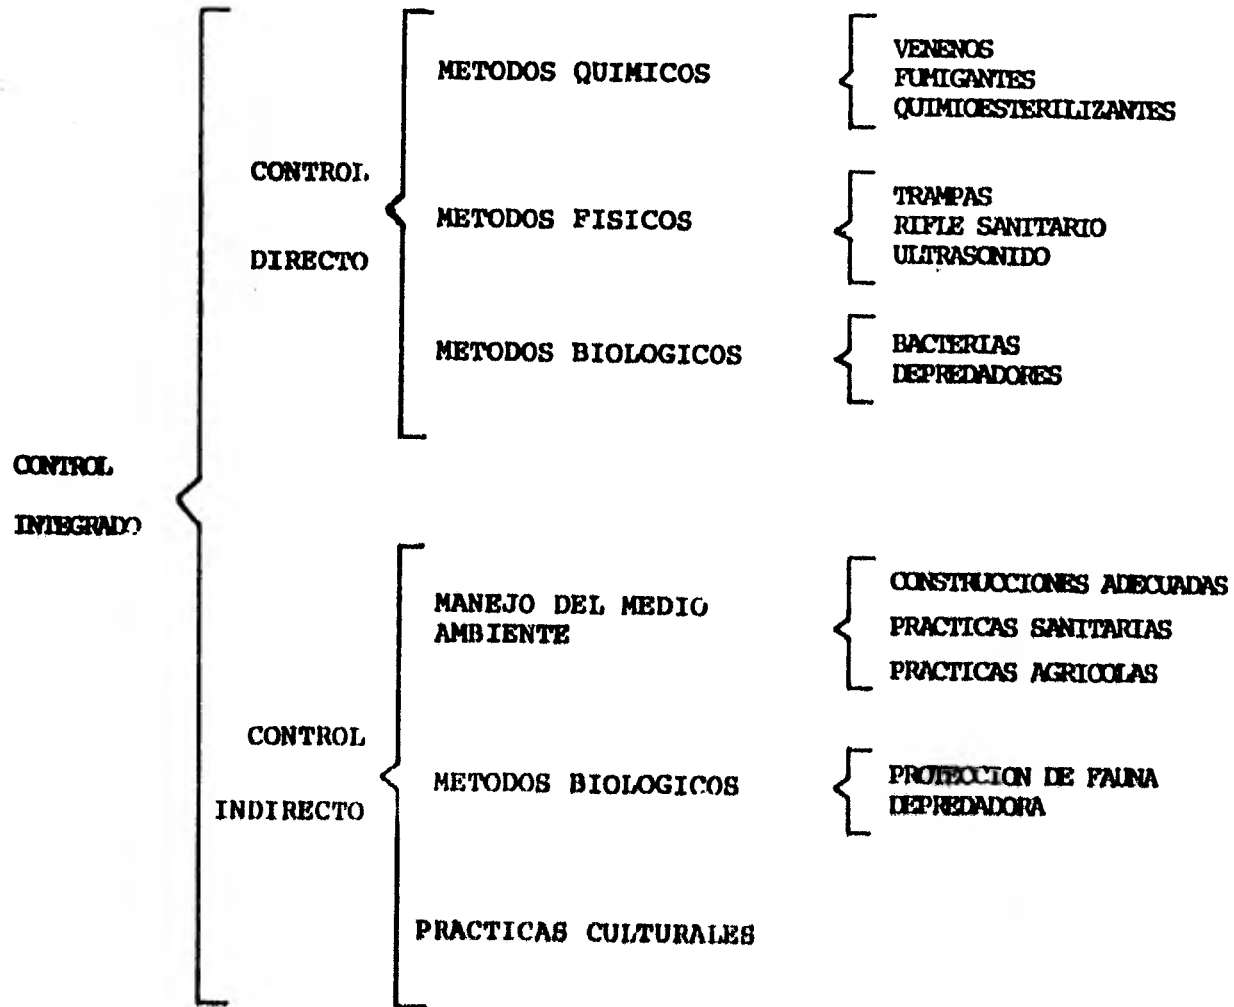 CONTROL
INTEGRADO
CONTROL
DIRECTO
METODOS QUIMICOS
VENENOS
FUMIGANTES
QUIMIOESTERILIZANTES
METODOS FISICOS
TRAMPAS
RIFLE SANITARIO
ULTRASONIDO
METODOS BIOLOGICOS
BACTERIAS
DEPREDADORES
CONTROL
INDIRECTO
MANEJO DEL MEDIO
AMBIENTE
CONSTRUCCIONES ADECUADAS
PRACTICAS SANITARIAS
PRACTICAS AGRICOLAS
METODOS BIOLOGICOS
PROTECCION DE FAUNA
DEPREDADORA
PRACTICAS CULTURALES